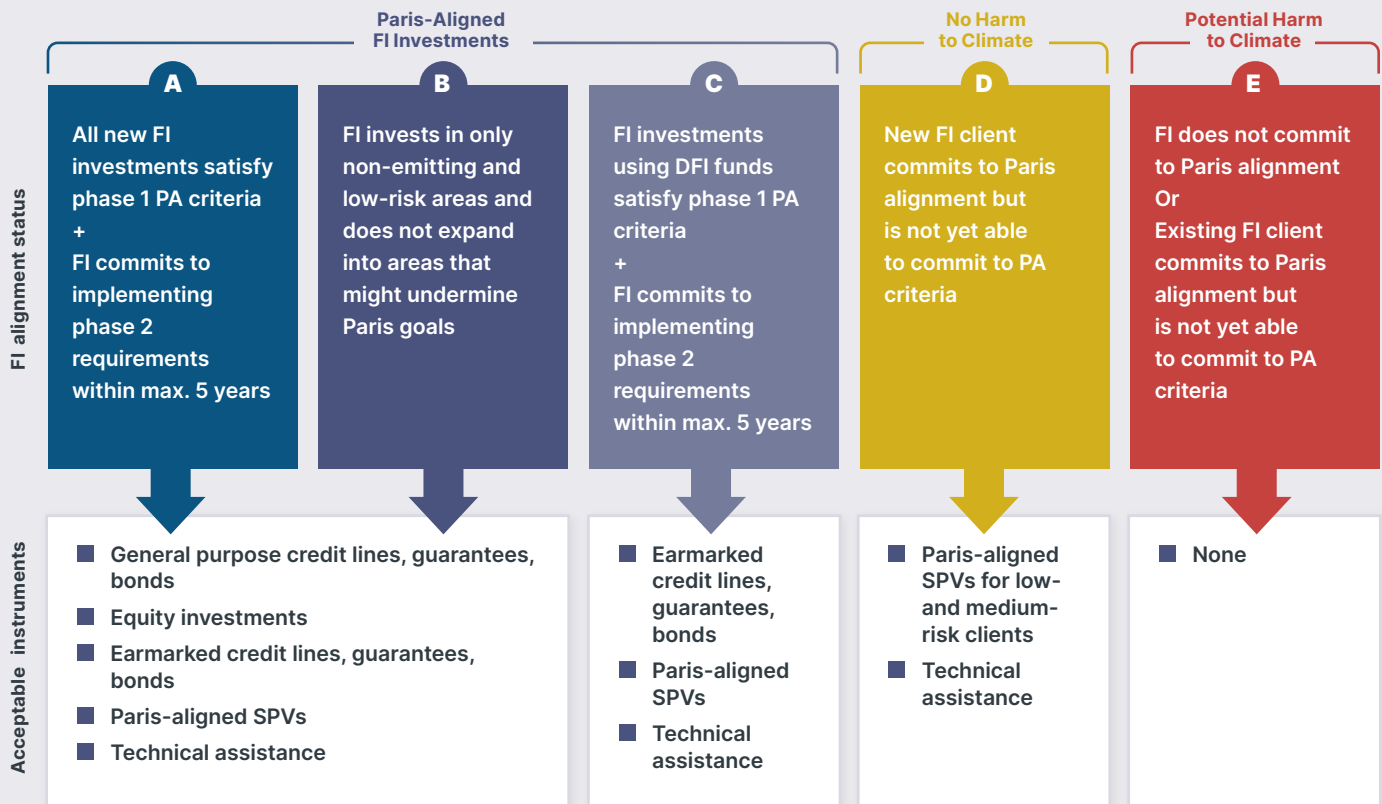 Paris-Aligned
FI Investments
No Harm
to Climate
Potential Harm
to Climate
FI alignment status
A
All new FI
investments satisfy
phase 1 PA criteria
+
FI commits to
implementing
phase 2
requirements
within max. 5 years
B
FI invests in only
non-emitting and
low-risk areas and
does not expand
into areas that
might undermine
Paris goals
C
FI investments
using DFI funds
satisfy phase 1 PA
criteria
+
FI commits to
implementing
phase 2
requirements
within max. 5 years
D
New FI client
commits to Paris
alignment but
is not yet able
to commit to PA
criteria
E
FI does not commit
to Paris alignment
Or
Existing FI client
commits to Paris
alignment but
is not yet able
to commit to PA
criteria
Acceptable instruments
General purpose credit lines, guarantees,
bonds
Equity investments
Earmarked credit lines, guarantees,
bonds
Paris-aligned SPVs
Technical assistance
Earmarked
credit lines,
guarantees,
bonds
Paris-aligned
SPVs
Technical
assistance
Paris-aligned
SPVs for low-
and medium-
risk clients
Technical
assistance
None